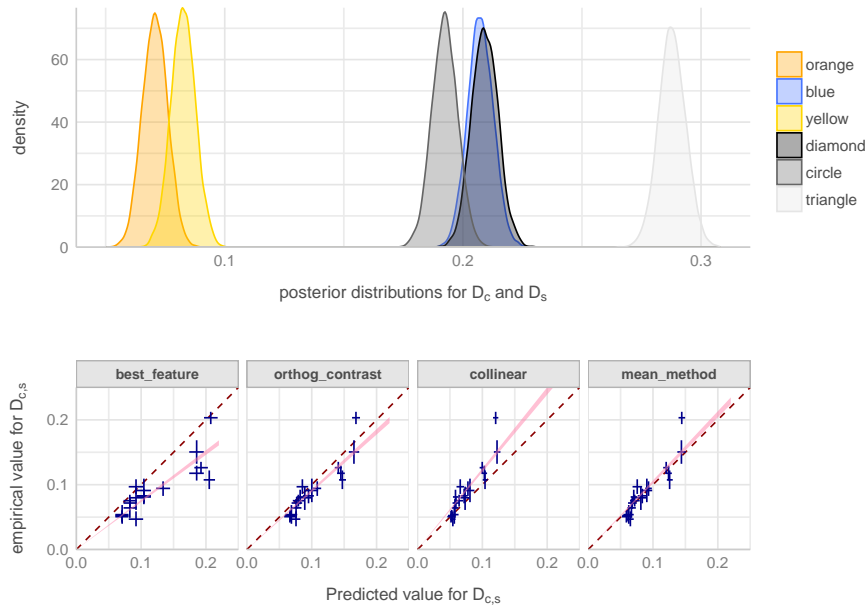 60
40
20
0
density
0.1
0.2
0.3
posterior distributions for Dc and Ds
orange
blue
yellow
diamond
circle
triangle
best_feature
orthog_contrast
collinear
mean_method
0.2
0.1
0.0
empirical value for Dc,s
0.0
0.1
0.2
0.0
0.1
0.2
0.0
0.1
0.2
0.0
0.1
0.2
Predicted value for Dc,s